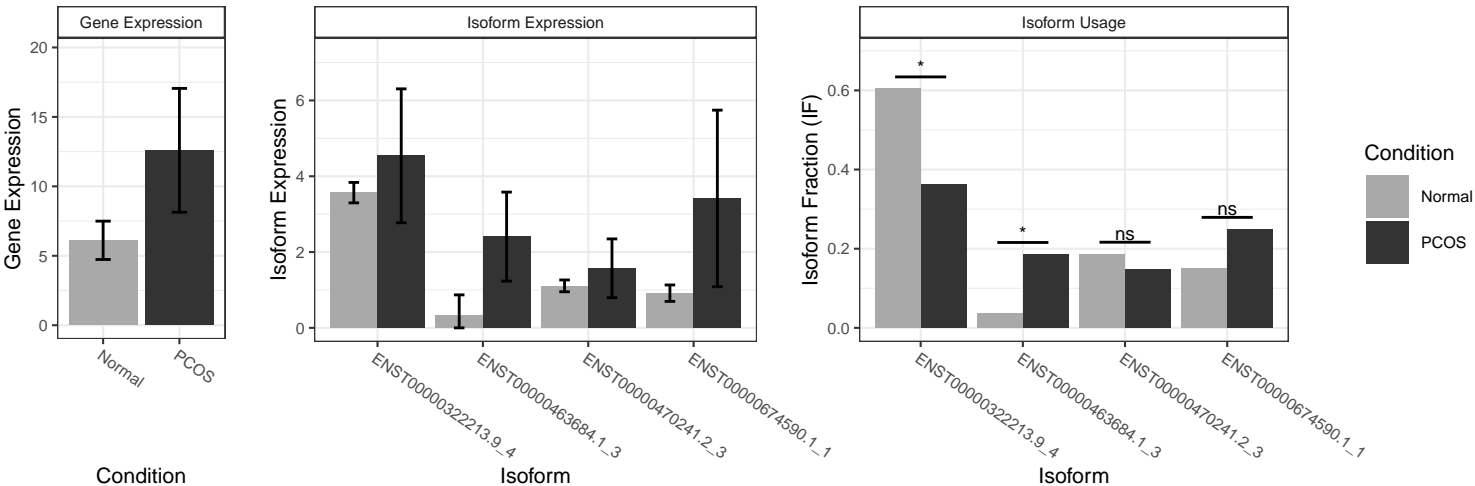 Gene Expression
Gene Expression
20
15
10
5
0
Normal
PCOS
Condition
Isoform Expression
Isoform Expression
6
4
2
0
ENST00000322213.9_4
ENST00000463684.1_3
ENST00000470241.2_3
ENST00000674590.1_1
Isoform
Isoform Usage
Isoform Fraction (IF)
0.6
0.4
0.2
0.0
*
*
ns
ns
ENST00000322213.9_4
ENST00000463684.1_3
ENST00000470241.2_3
ENST00000674590.1_1
Isoform
Condition
Normal
PCOS